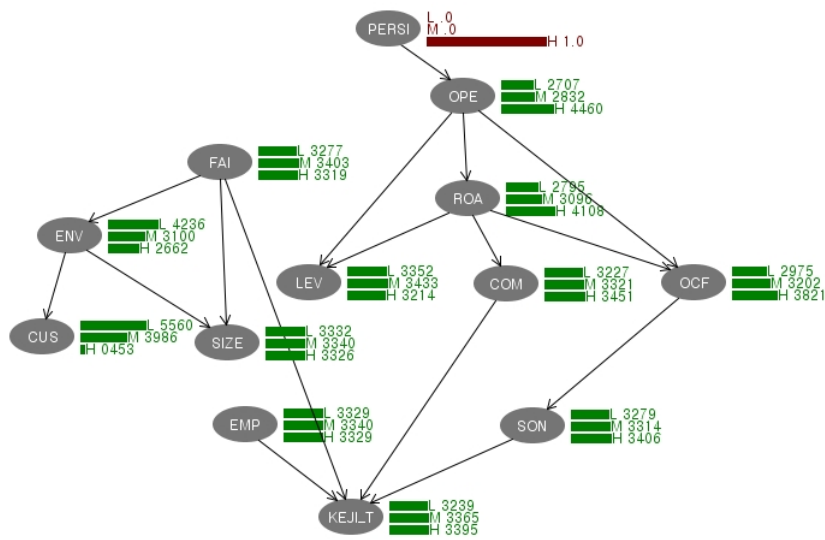 PERSI
L .0
M .0
H 1.0
OPE
L 2707
M 2832
H 4460
FAI
L 3277
M 3403
H 3319
ROA
L 2795
M 3096
H 4108
ENV
L 4236
M 3100
H 2662
LEV
L 3352
M 3433
H 3214
COM
L 3227
M 3321
H 3451
OCF
L 2975
M 3202
H 3821
CUS
L 5560
M 3986
H 0453
SIZE
L 3332
M 3340
H 3326
EMP
L 3329
M 3340
H 3329
SON
L 3279
M 3314
H 3406
KEJI_T
L 3239
M 3365
H 3395